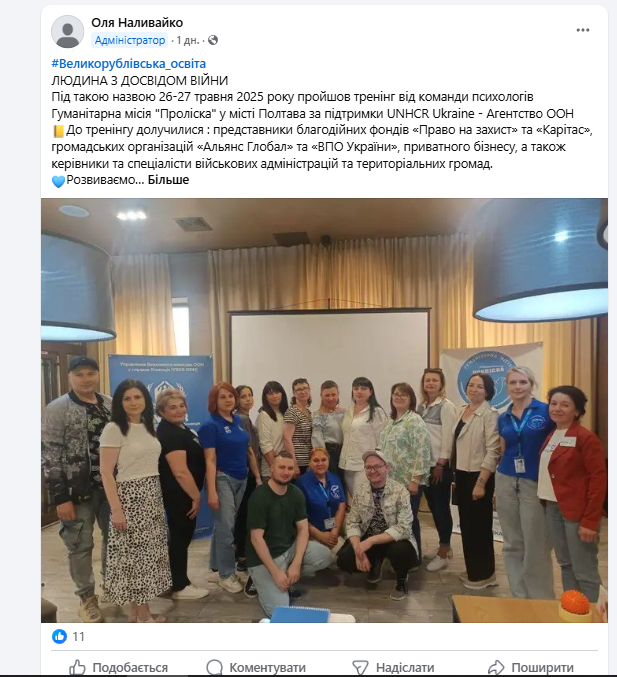 Оля Наливайко
Адміністратор · 1 дн. ·
#Великорублівська_освіта
ЛЮДИНА З ДОСВІДОМ ВІЙНИ
Під такою назвою 26-27 травня 2025 року пройшов тренінг від команди психологів
Гуманітарна місія "Проліска" у місті Полтава за підтримки UNHCR Ukraine - Агентство ООН
📒До тренінгу долучилися : представники благодійних фондів «Право на захист» та «Карітас»,
громадських організацій «Альянс Глобал» та «ВПО України», приватного бізнесу, а також
керівники та спеціалісти військових адміністрацій та територіальних громад.
🩵Розвиваємо... Більше
Управління Верховного комісара ООН
у справах біженців (УВКБ ООН)
ПРОЛІСКА
11
Подобається
Коментувати
Надіслати
Поширити